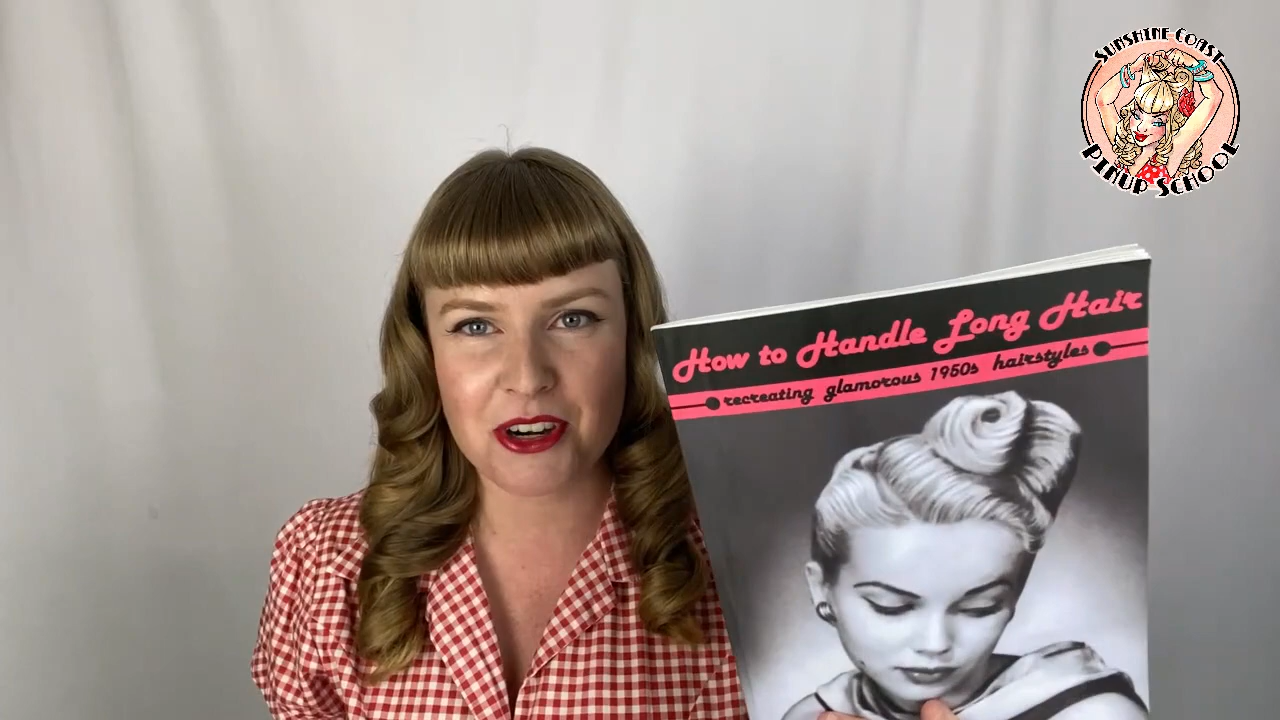 SUNSHINE COAST
PINUP SCHOOL
How to Handle Long Hair
recreating glamorous 1950s hairstyles